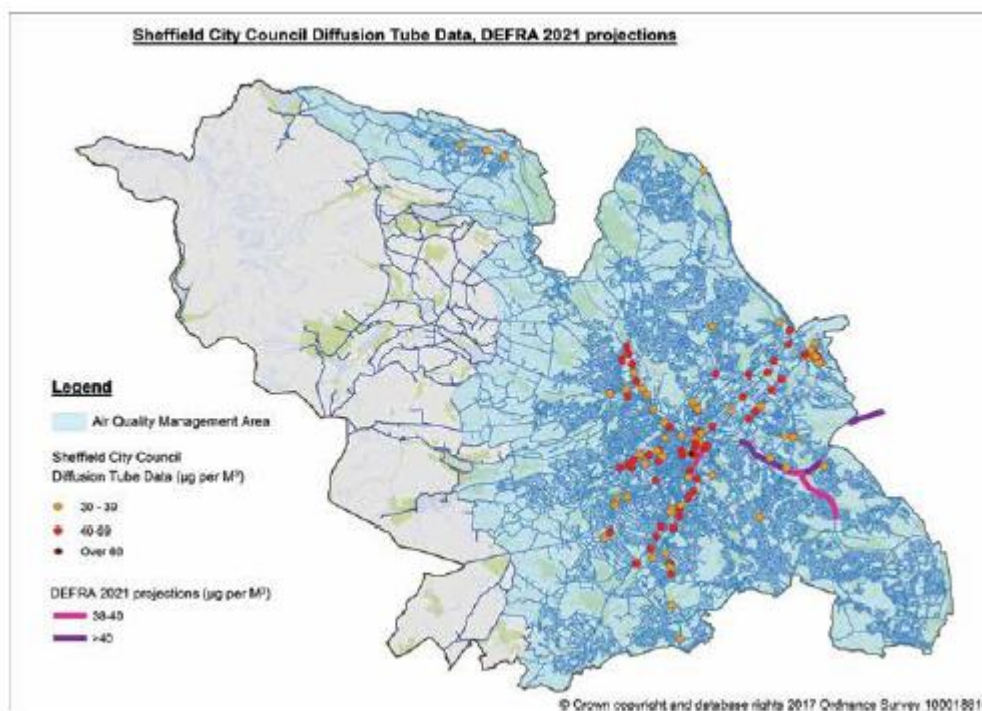 Sheffield City Council Diffusion Tube Data, DEFRA 2021 projections
Legend
Air Quality Management Area
Sheffield City Council
Diffusion Tube Data (µg per M³)
30 - 39
40-59
Over 60
DEFRA 2021 projections (µg per M³)
38-40
>40
© Crown copyright and database rights 2017 Ordnance Survey 10001881